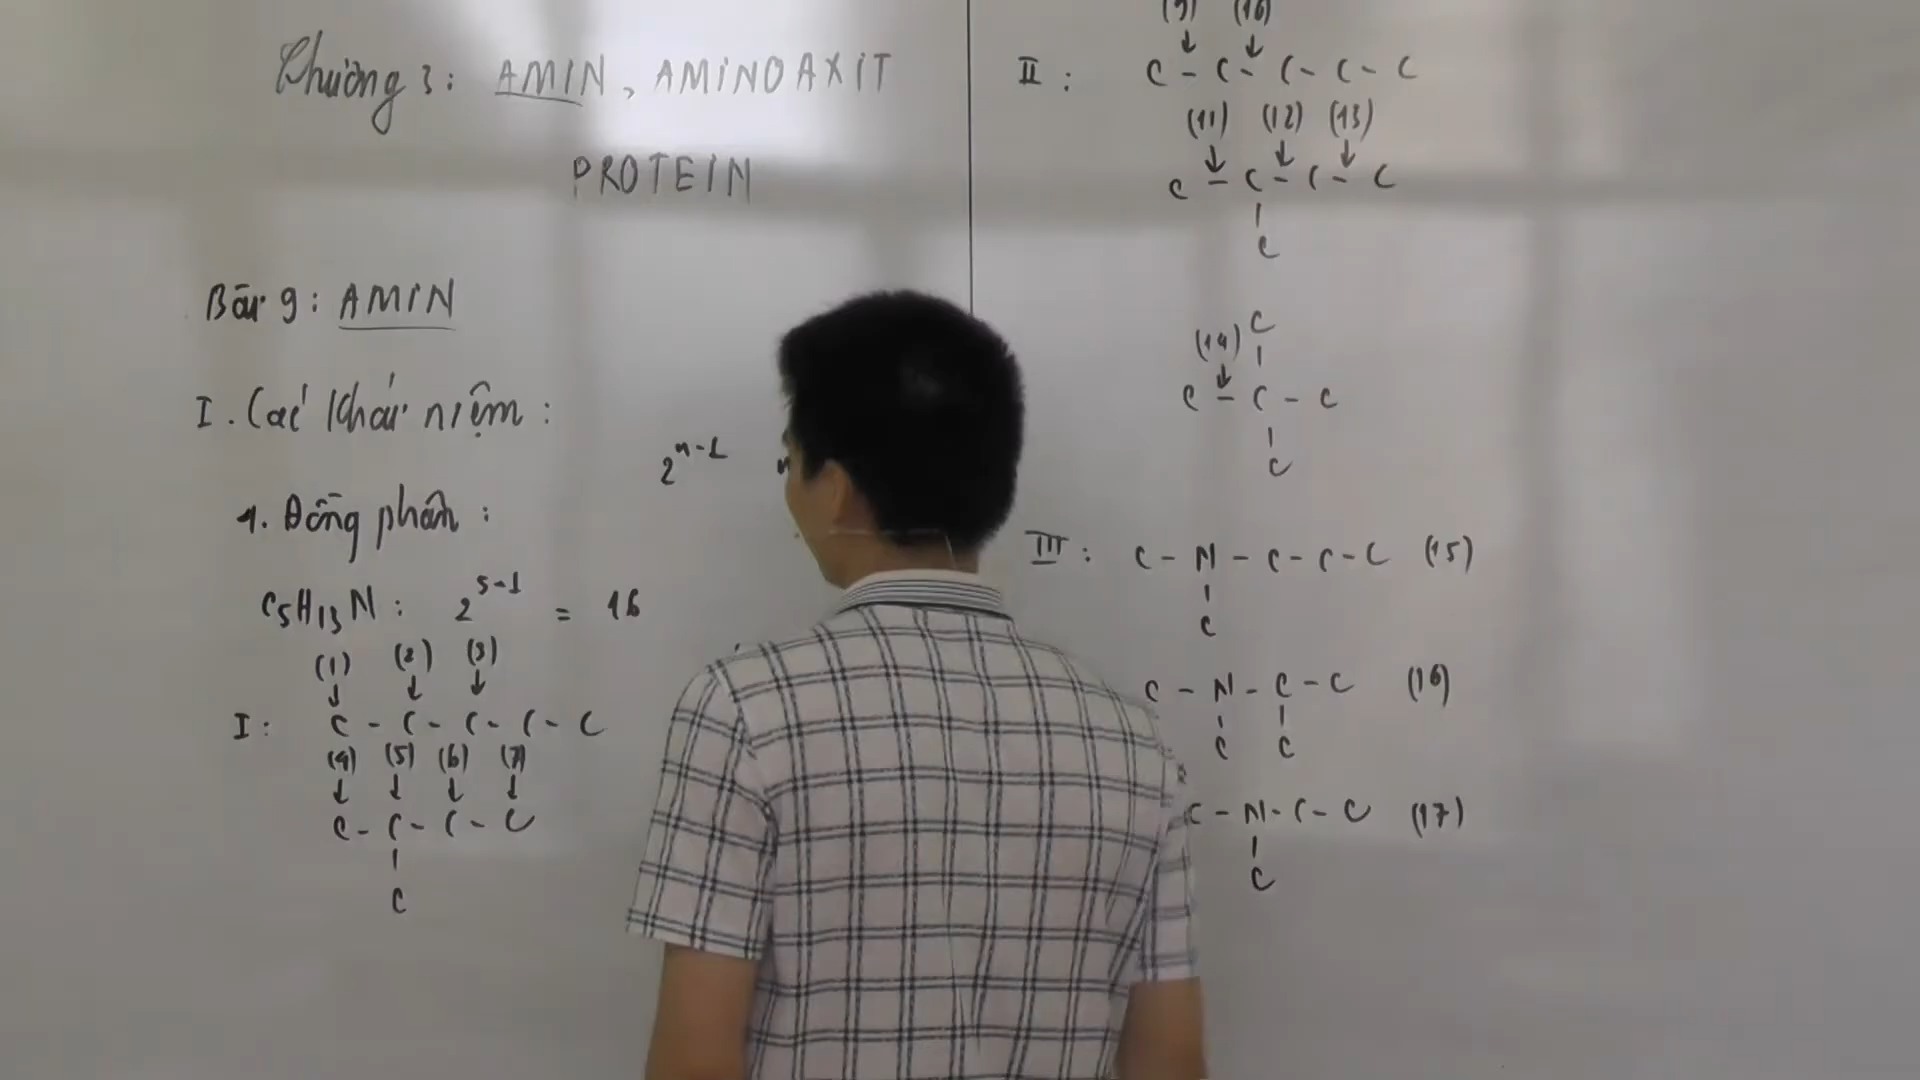 Chương 3: AMIN, AMINOAXIT
PROTEIN
Bài 9: AMIN
I. Các khái niệm:
1. Đồng phân:
2^n-1
C5H13N: 2^5-1 = 16
(1) (2) (3)
I: C - C - C - C - C
(4) (5) (6) (7)
C - C - C - C
C
(9) (10)
II: C - C - C - C - C
(11) (12) (13)
C - C - C - C
C
(14) C
C - C - C
C
III: C - N - C - C - C (15)
C
C - N - C - C (16)
C C
C - N - C - C (17)
C